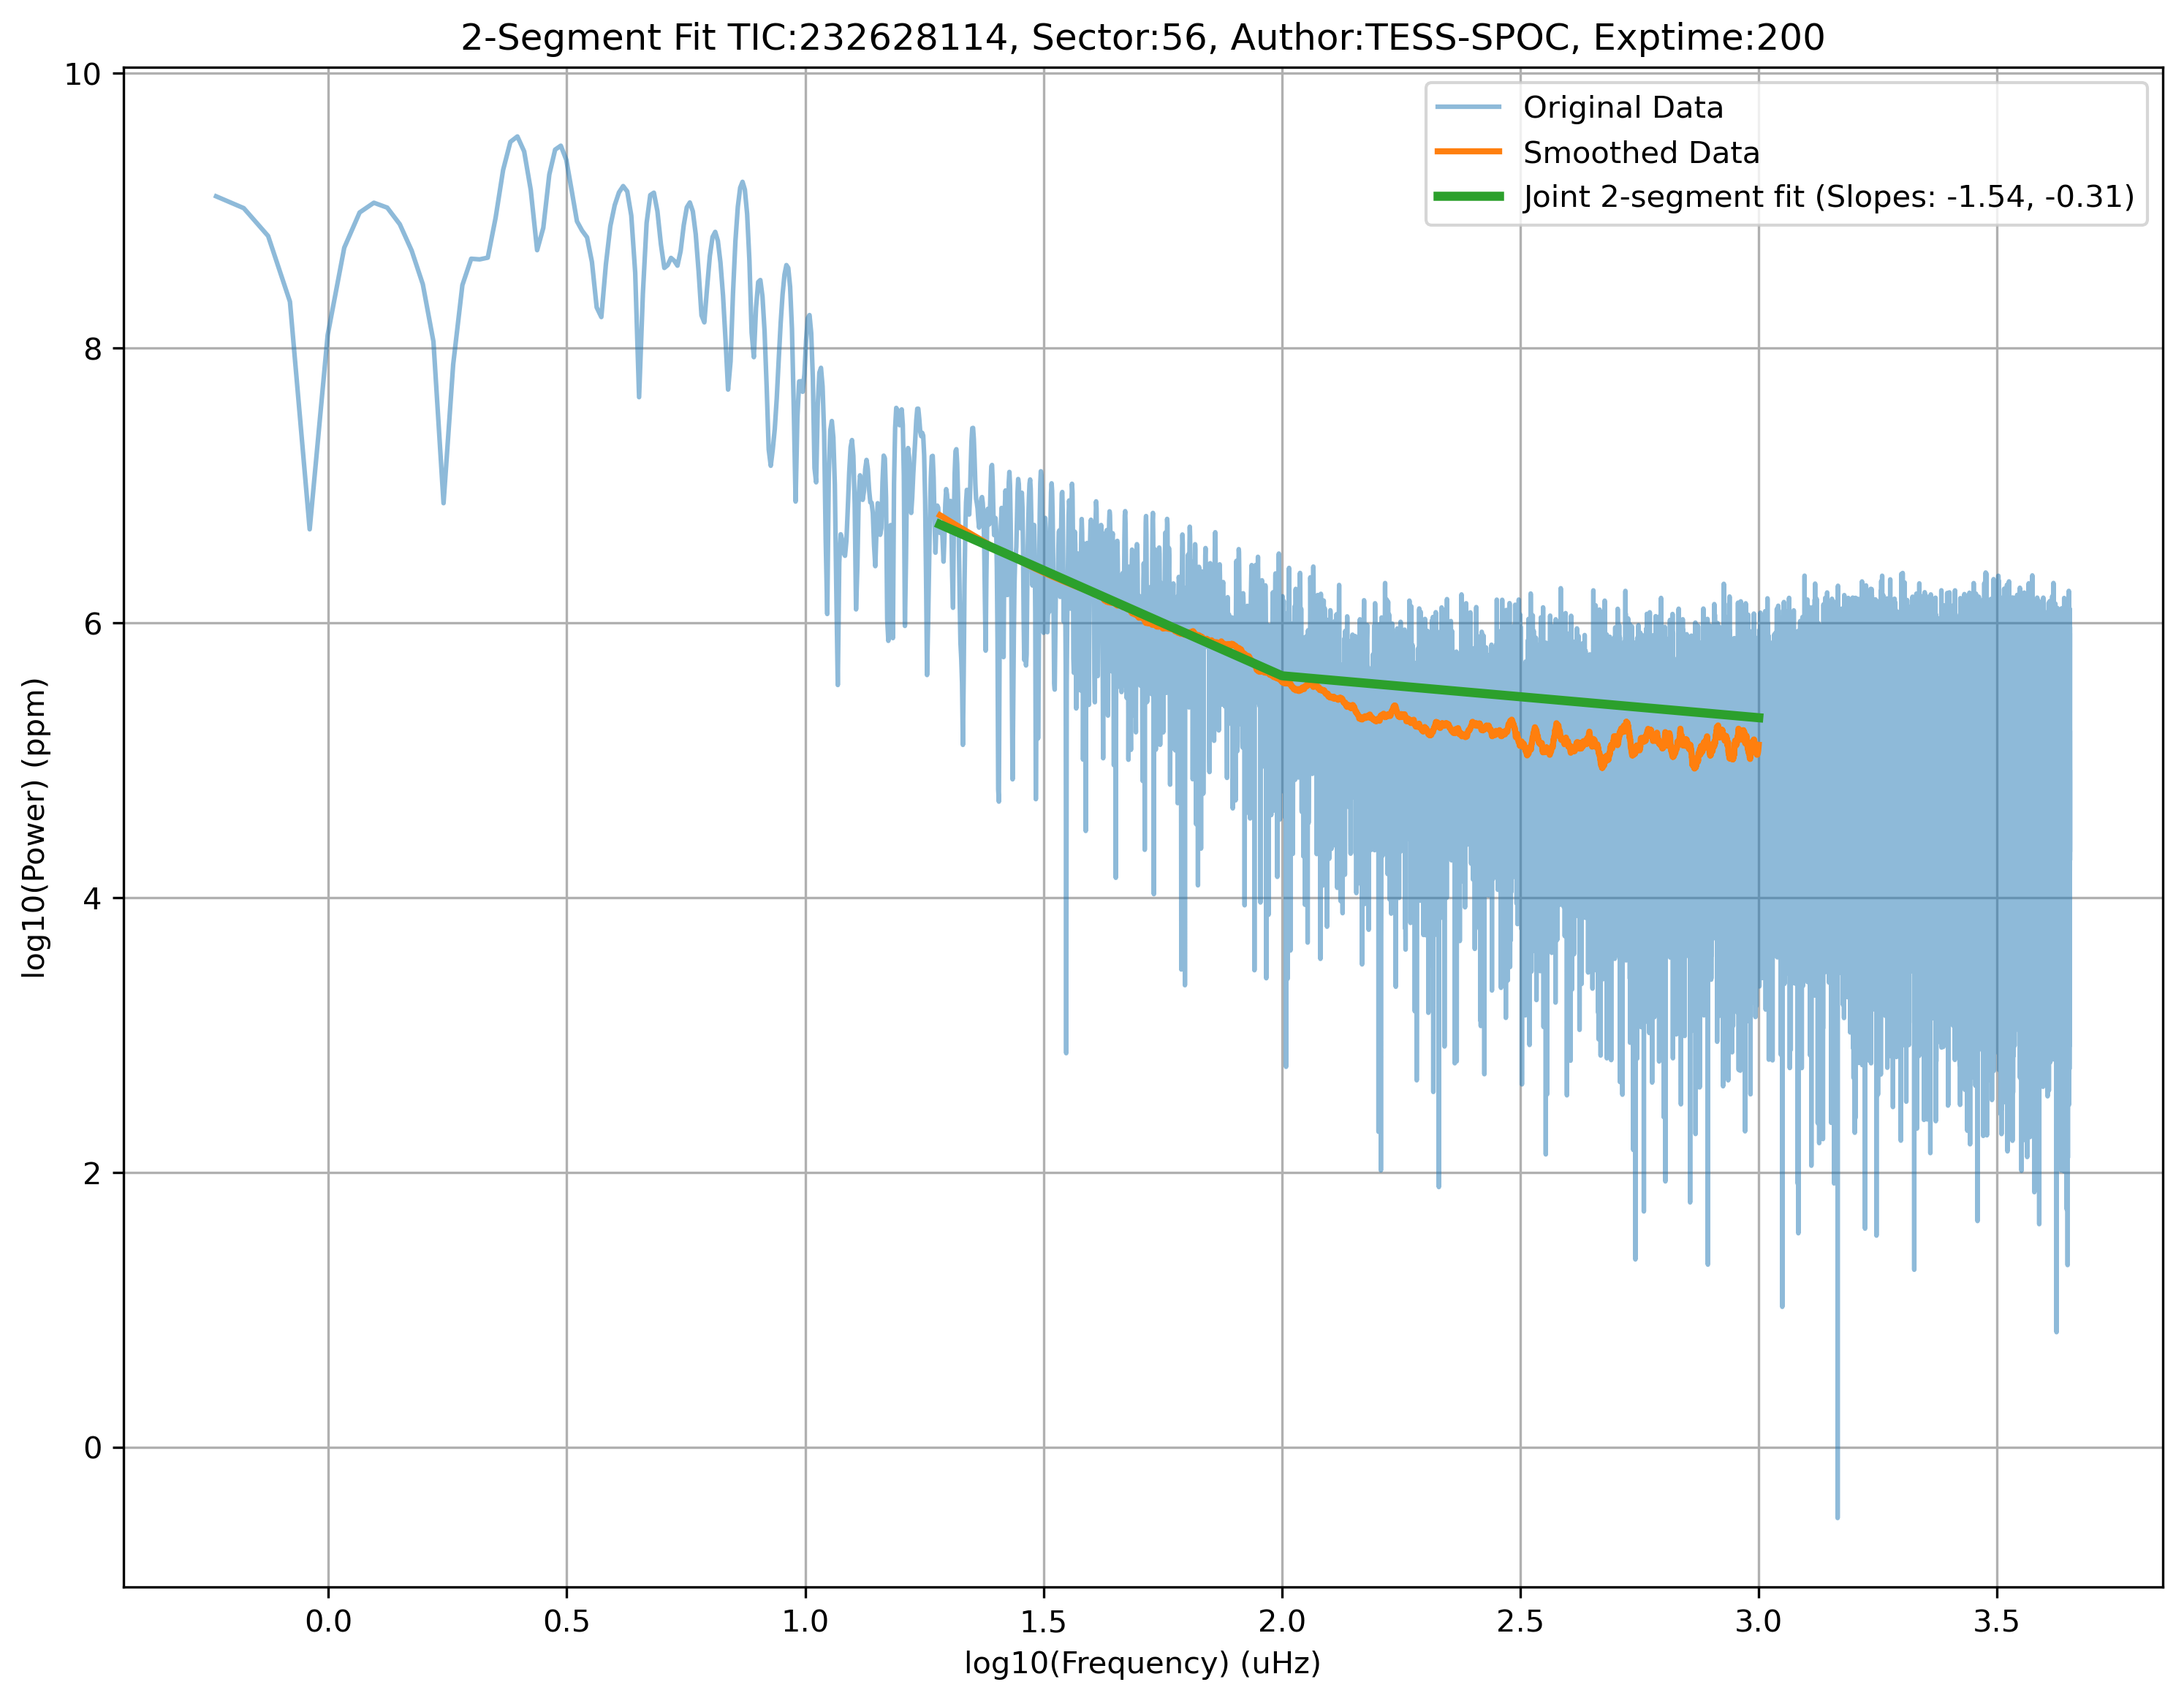 2-Segment Fit TIC:232628114, Sector:56, Author:TESS-SPOC, Exptime:200
Original Data
Smoothed Data
Joint 2-segment fit (Slopes: -1.54, -0.31)
log10(Power) (ppm)
10
8
6
4
2
0
0.0 0.5 1.0 1.5 2.0 2.5 3.0 3.5
log10(Frequency) (uHz)